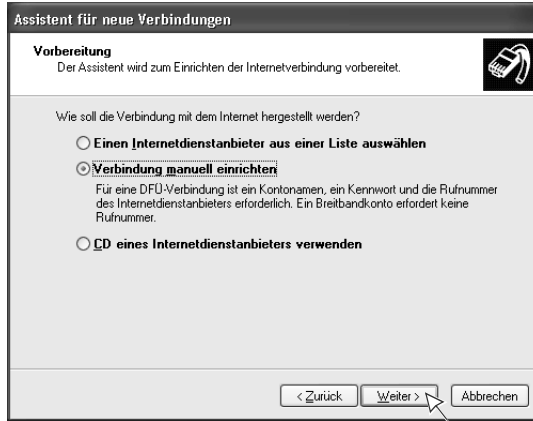 Assistent für neue Verbindungen
Vorbereitung
Der Assistent wird zum Einrichten der Internetverbindung vorbereitet.
Wie soll die Verbindung mit dem Internet hergestellt werden?
Einen Internetdienstanbieter aus einer Liste auswählen
Verbindung manuell einrichten
Für eine DFÜ-Verbindung ist ein Kontonamen, ein Kennwort und die Rufnummer
des Internetdienstanbieters erforderlich. Ein Breitbandkonto erfordert keine
Rufnummer.
CD eines Internetdienstanbieters verwenden
< Zurück Weiter > Abbrechen